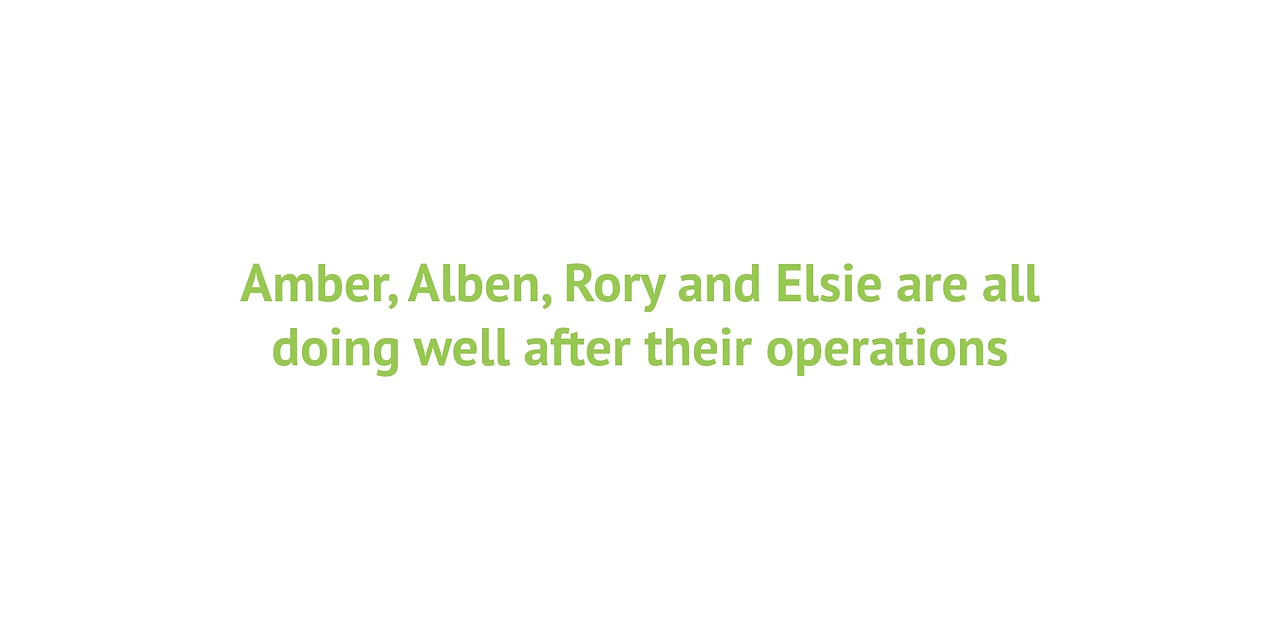 Amber, Alben, Rory and Elsie are all
doing well after their operations